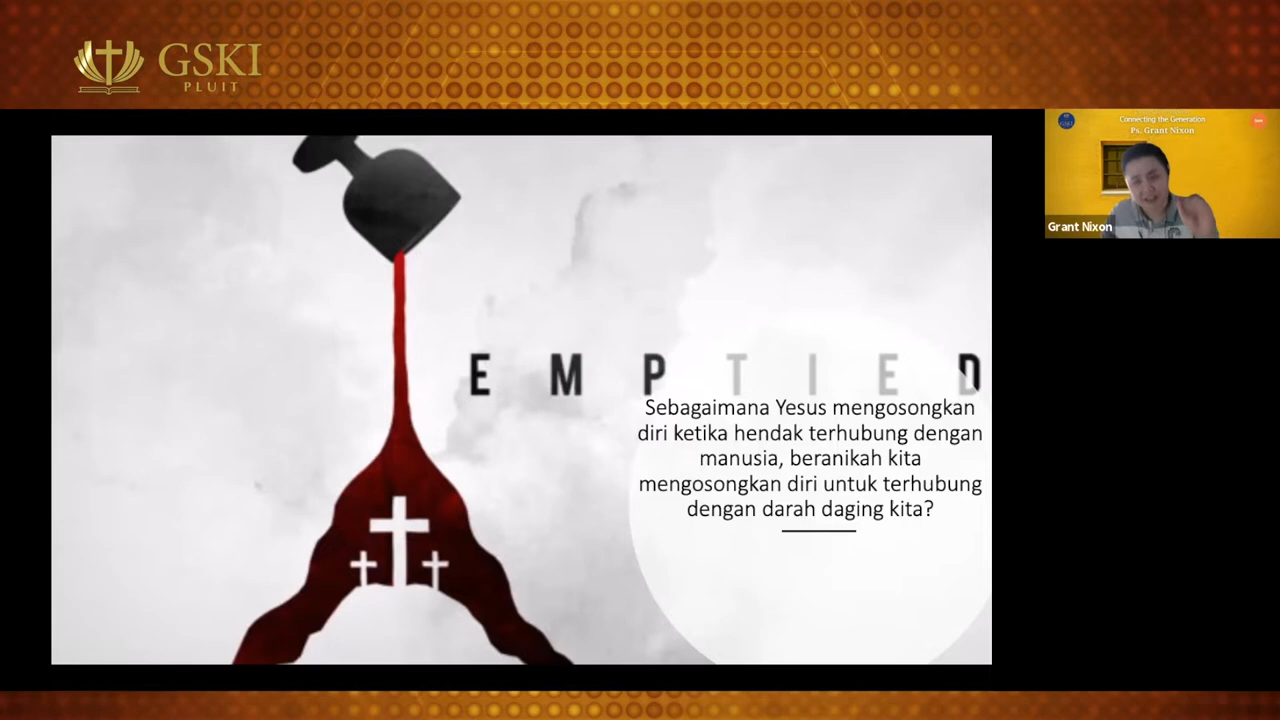 GSKI
PLUIT
Connecting the Generation
Ps. Grant Nixon
Grant Nixon
EMPTIED
Sebagaimana Yesus mengosongkan
diri ketika hendak terhubung dengan
manusia, beranikah kita
mengosongkan diri untuk terhubung
dengan darah daging kita?